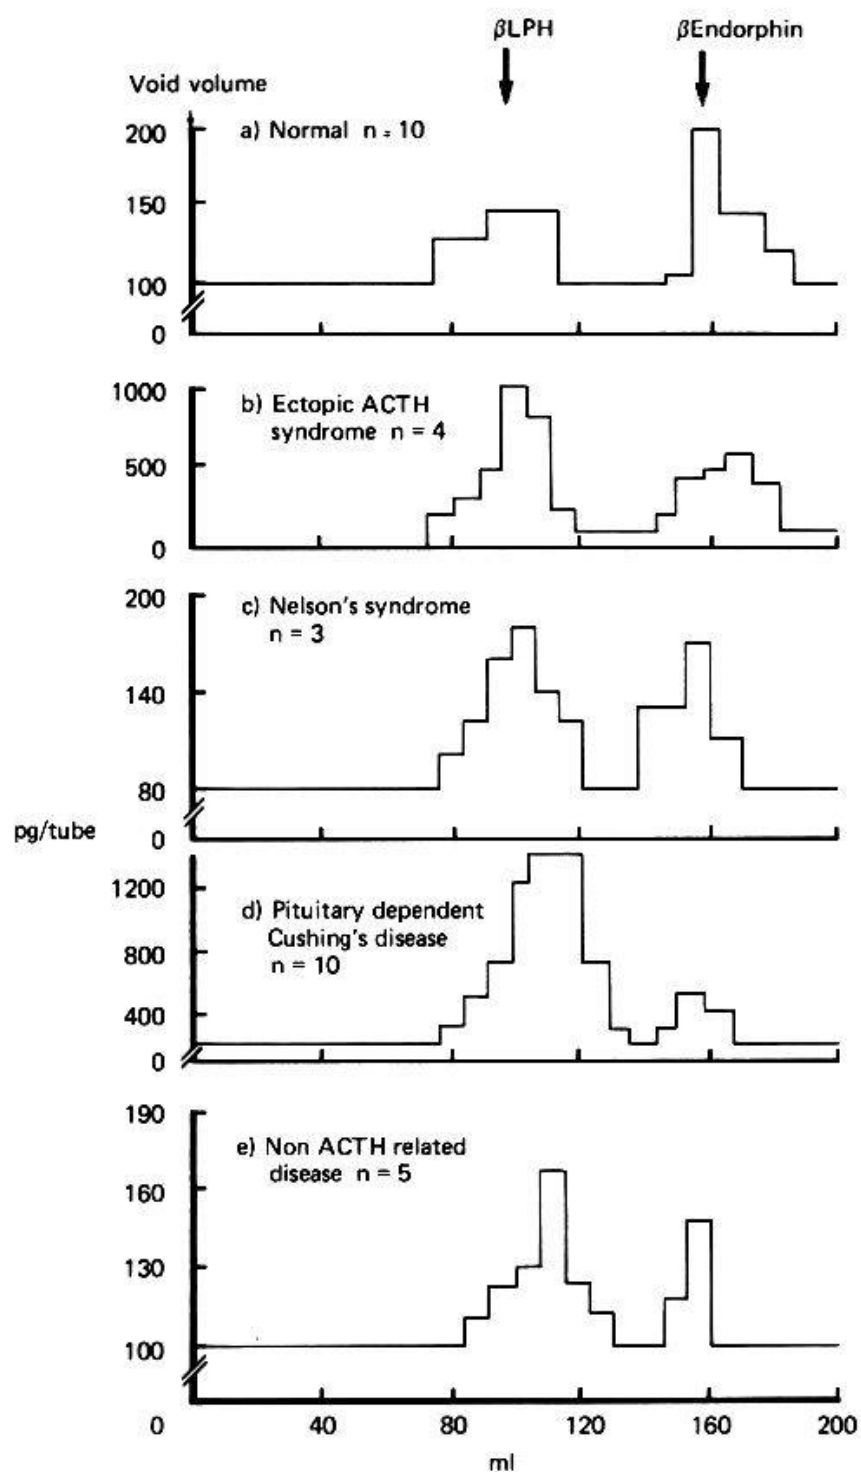 βLPH
βEndorphin
Void volume
a) Normal n = 10
200
150
100
0
b) Ectopic ACTH
syndrome n = 4
1000
500
0
c) Nelson's syndrome
n = 3
200
140
80
0
pg/tube
d) Pituitary dependent
Cushing's disease
n = 10
1200
800
400
0
e) Non ACTH related
disease n = 5
190
160
130
100
0 40 80 120 160 200
ml